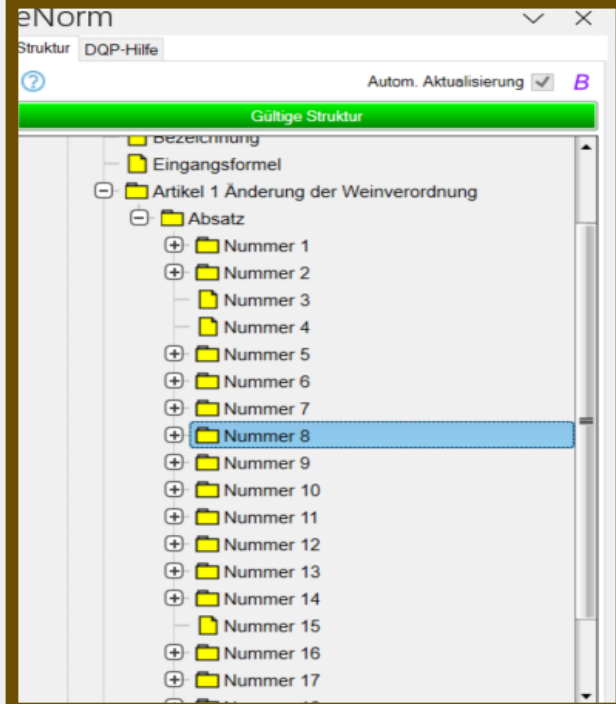 eNorm
Struktur DQP-Hilfe
Autom. Aktualisierung B
Gültige Struktur
Bezeichnung
Eingangsformel
Artikel 1 Änderung der Weinverordnung
Absatz
Nummer 1
Nummer 2
Nummer 3
Nummer 4
Nummer 5
Nummer 6
Nummer 7
Nummer 8
Nummer 9
Nummer 10
Nummer 11
Nummer 12
Nummer 13
Nummer 14
Nummer 15
Nummer 16
Nummer 17